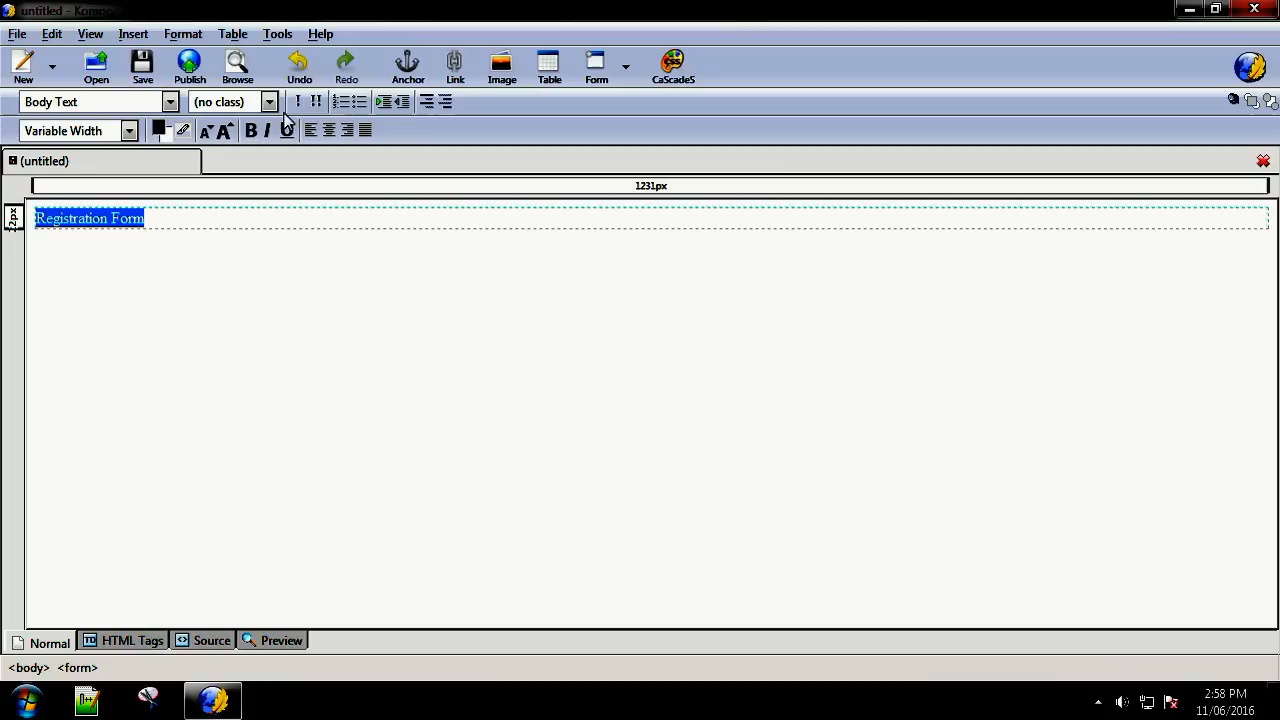 untitled - Kompo
File Edit View Insert Format Table Tools Help
New Open Save Publish Browse Undo Redo Anchor Link Image Table Form CaScadeS
Body Text (no class)
Variable Width
(untitled)
1231px
Registration Form
Normal HTML Tags Source Preview
<body> <form>
2:58 PM
11/06/2016